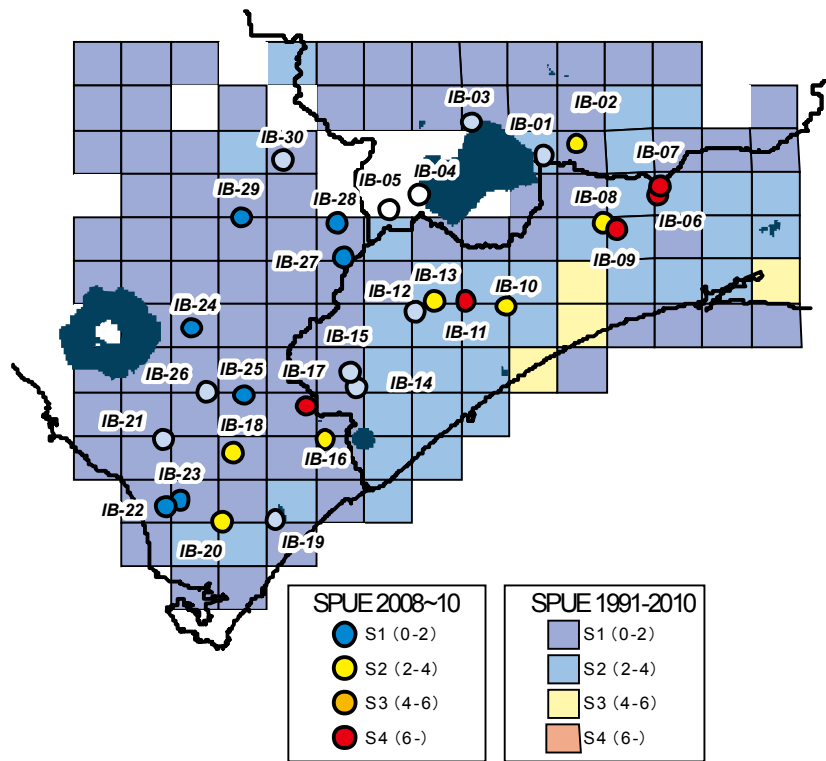 IB-03
IB-02
IB-01
IB-07
IB-30
IB-04
IB-05
IB-29
IB-28
IB-08
IB-06
IB-09
IB-27
IB-13
IB-10
IB-12
IB-11
IB-24
IB-15
IB-17
IB-26
IB-25
IB-14
IB-21
IB-18
IB-16
IB-23
IB-22
IB-20
IB-19
SPUE 2008~10
S1 (0-2)
S2 (2-4)
S3 (4-6)
S4 (6-)
SPUE 1991-2010
S1 (0-2)
S2 (2-4)
S3 (4-6)
S4 (6-)